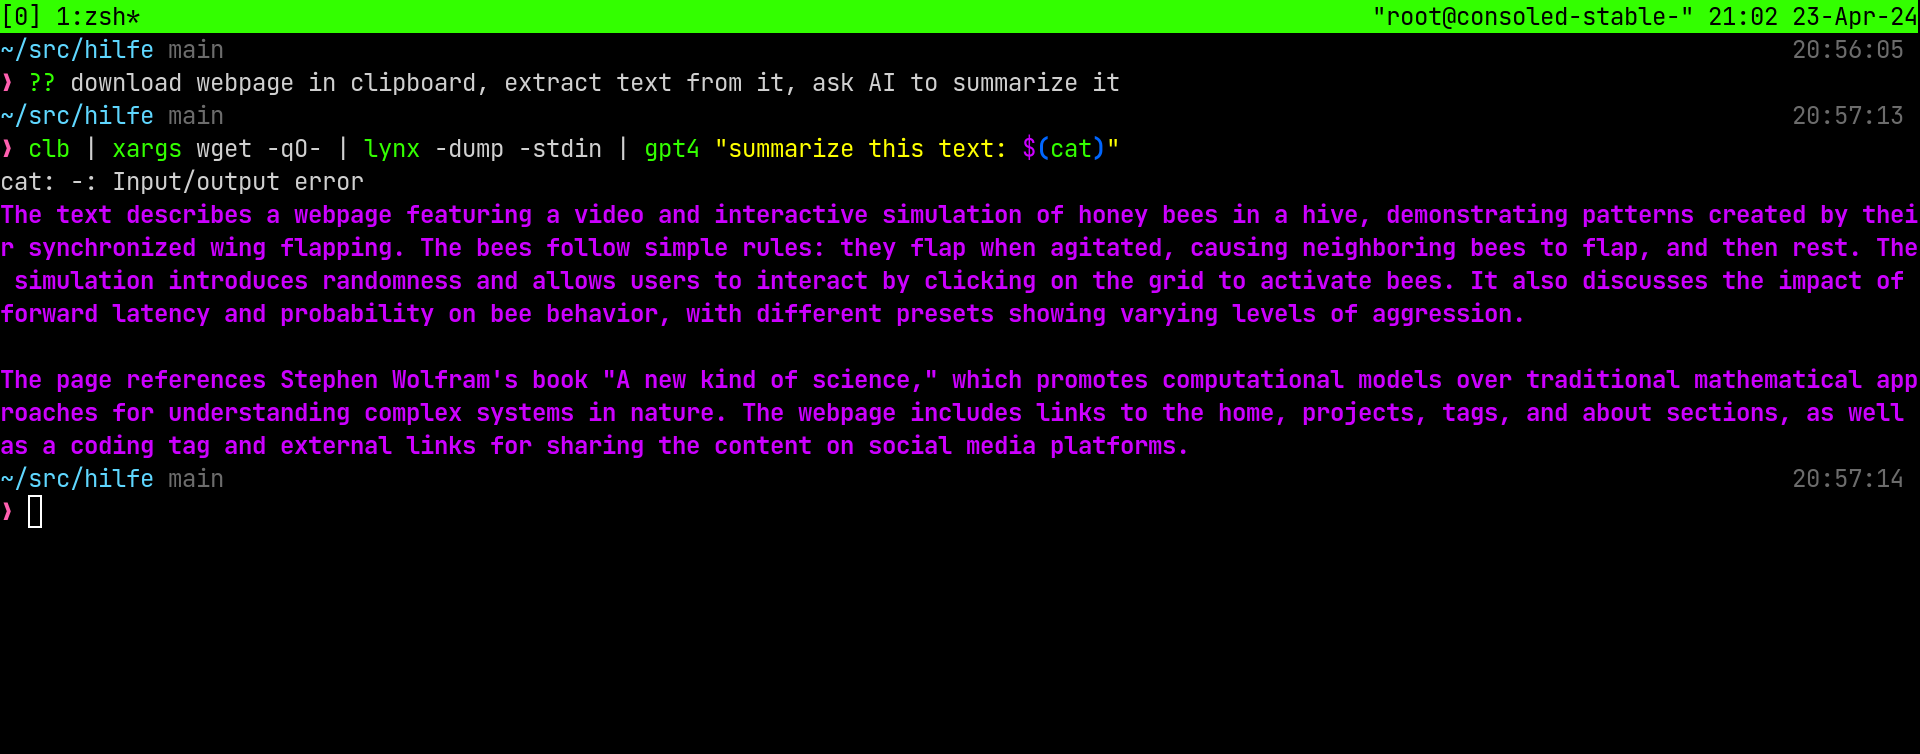 [0] 1:zsh* "root@consoled-stable-" 21:02 23-Apr-24
~/src/hilfe main 20:56:05
❱ ?? download webpage in clipboard, extract text from it, ask AI to summarize it
~/src/hilfe main 20:57:13
❱ clb | xargs wget -qO- | lynx -dump -stdin | gpt4 "summarize this text: $(cat)"
cat: -: Input/output error
The text describes a webpage featuring a video and interactive simulation of honey bees in a hive, demonstrating patterns created by thei
r synchronized wing flapping. The bees follow simple rules: they flap when agitated, causing neighboring bees to flap, and then rest. The
 simulation introduces randomness and allows users to interact by clicking on the grid to activate bees. It also discusses the impact of
forward latency and probability on bee behavior, with different presets showing varying levels of aggression.

The page references Stephen Wolfram's book "A new kind of science," which promotes computational models over traditional mathematical app
roaches for understanding complex systems in nature. The webpage includes links to the home, projects, tags, and about sections, as well
as a coding tag and external links for sharing the content on social media platforms.
~/src/hilfe main 20:57:14
❱